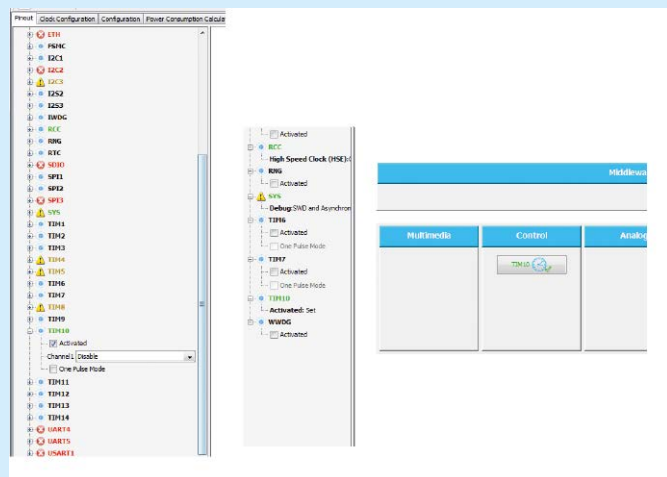 Pinout Clock Configuration Configuration Power Consumption Calcula
ETH
FSMC
I2C1
I2C2
I2C3
I2S2
I2S3
IWDG
RCC
RNG
RTC
SDIO
SPI1
SPI2
SPI3
SYS
TIM1
TIM2
TIM3
TIM4
TIM5
TIM6
TIM7
TIM8
TIM9
TIM10
Activated
Channel1 Disable
One Pulse Mode
TIM11
TIM12
TIM13
TIM14
UART4
UART5
USART1
Activated
RCC
High Speed Clock (HSE):
RNG
Activated
SYS
Debug:SWD and Asynchron
TIM6
Activated
One Pulse Mode
TIM7
Activated
One Pulse Mode
TIM10
Activated: Set
WWDG
Activated
Middlewa
Multimedia Control Analog
TIM10